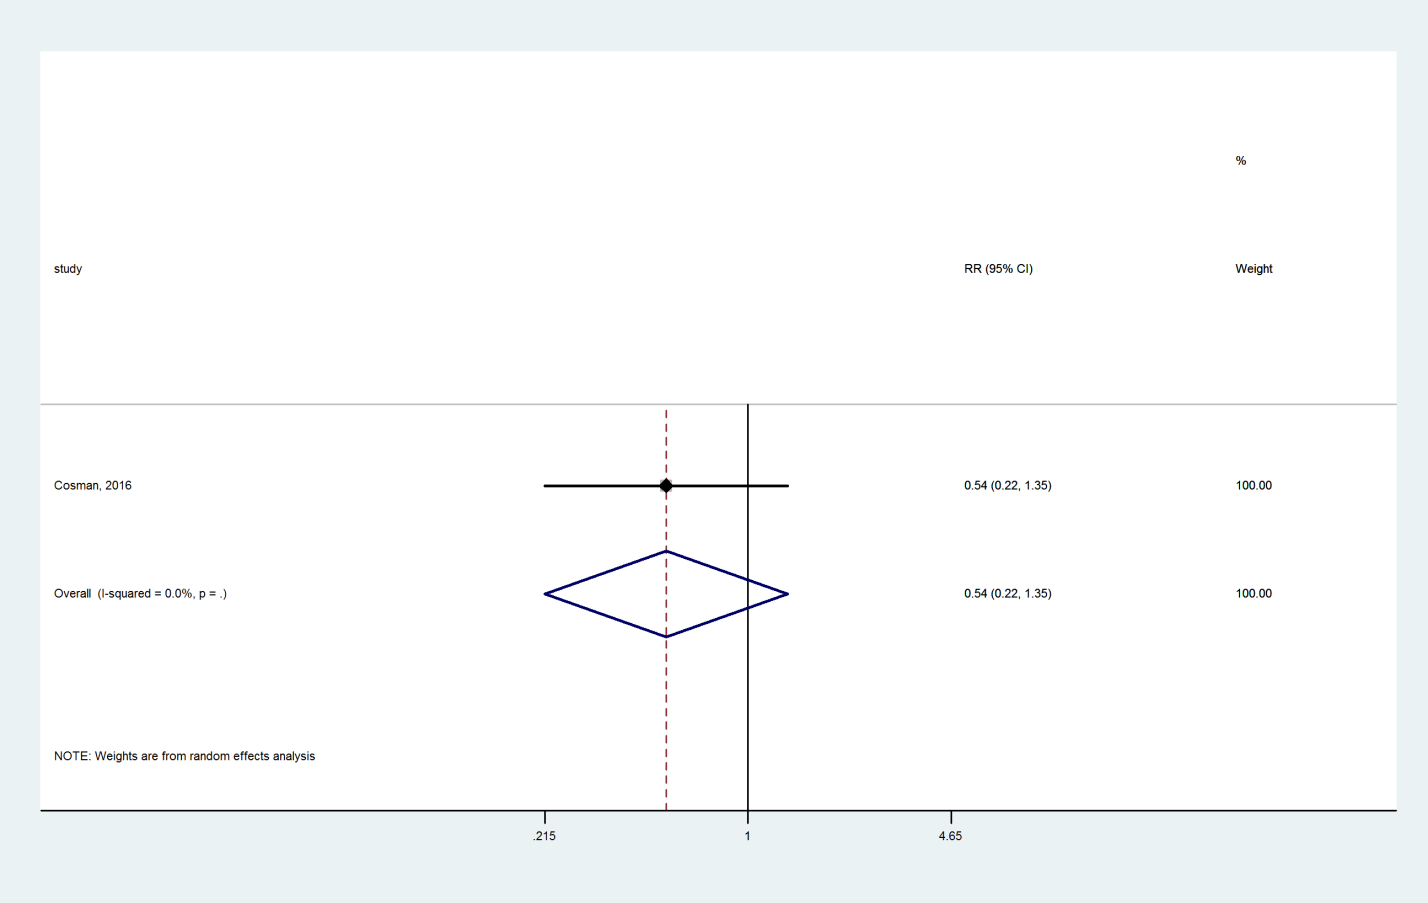 %
study RR (95% CI) Weight
Cosman, 2016 0.54 (0.22, 1.35) 100.00
Overall (I-squared = 0.0%, p = .) 0.54 (0.22, 1.35) 100.00
NOTE: Weights are from random effects analysis
.215 1 4.65